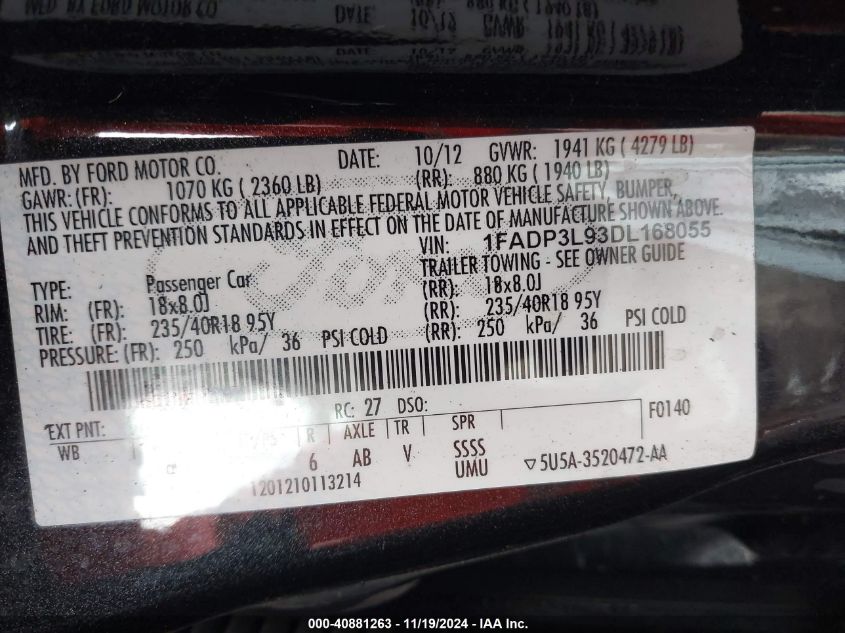 MFD. BY FORD MOTOR CO. DATE: 10/12 GVWR: 1941 KG ( 4279 LB)
GAWR: (FR): 1070 KG ( 2360 LB) (RR): 880 KG ( 1940 LB)
THIS VEHICLE CONFORMS TO ALL APPLICABLE FEDERAL MOTOR VEHICLE SAFETY, BUMPER,
AND THEFT PREVENTION STANDARDS IN EFFECT ON THE DATE OF MANUFACTURE SHOWN ABOVE.
VIN: 1FADP3L93DL168055
TYPE: Passenger Car TRAILER TOWING - SEE OWNER GUIDE
RIM: (FR): 18x8.0J (RR): 18x8.0J
TIRE: (FR): 235/40R18 95Y (RR): 235/40R18 95Y
PRESSURE: (FR): 250 kPa/ 36 PSI COLD (RR): 250 kPa/ 36 PSI COLD
RC: 27 DSO:
EXT PNT: F0140
WB R AXLE TR SPR
6 AB V SSSS
UMU
1201210113214 5U5A-3520472-AA
000-40881263 - 11/19/2024 - IAA Inc.